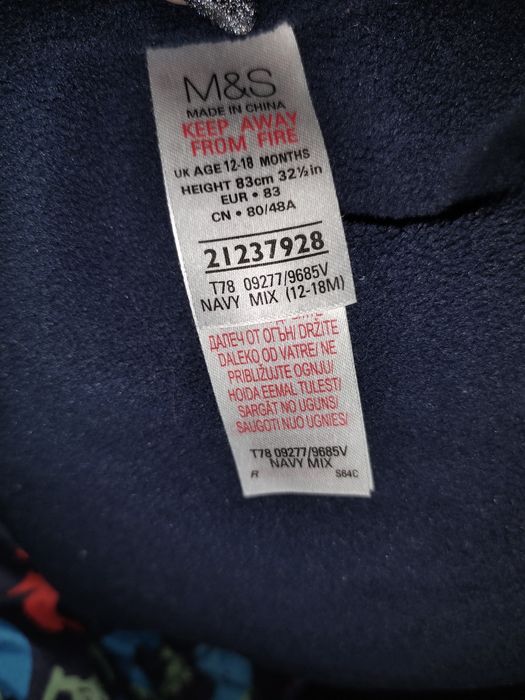 M&S
MADE IN CHINA
KEEP AWAY
FROM FIRE
UK AGE 12-18 MONTHS
HEIGHT 83cm 32½in
EUR • 83
CN • 80/48A
21237928
T78 09277/9685V
NAVY MIX (12-18M)
ДАЛЕЧ ОТ ОГЪН/ DRŽITE
DALEKO OD VATRE/ NE
PRIBLIŽUJTE OGNJU/
HOIDA EEMAL TULEST/
SARGĀT NO UGUNS/
SAUGOTI NUO UGNIES/
T78 09277/9685V
NAVY MIX
R S64C